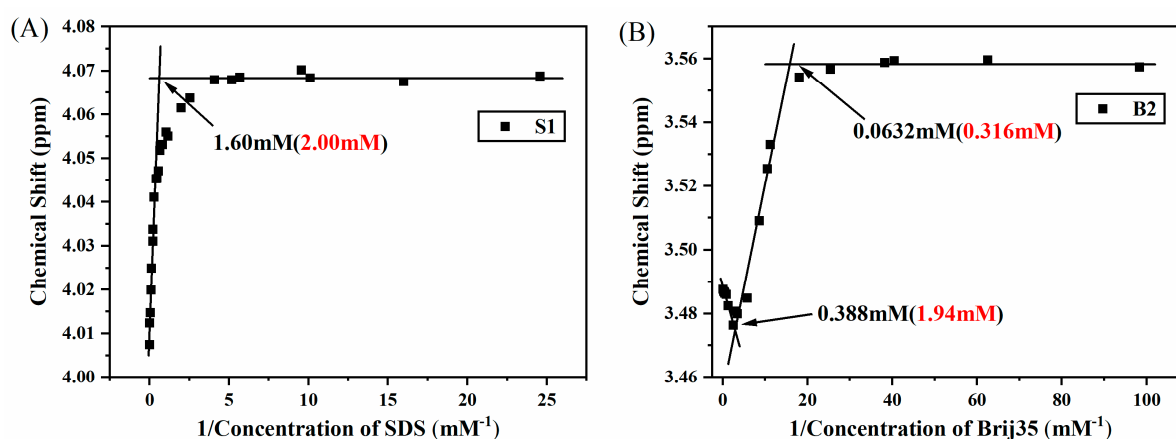 (A)
4.08
4.07
4.06
4.05
4.04
4.03
4.02
4.01
4.00
Chemical Shift (ppm)
S1
1.60mM(2.00mM)
0 5 10 15 20 25
1/Concentration of SDS (mM⁻¹)
(B)
3.56
3.54
3.52
3.50
3.48
3.46
Chemical Shift (ppm)
B2
0.0632mM(0.316mM)
0.388mM(1.94mM)
0 20 40 60 80 100
1/Concentration of Brij35 (mM⁻¹)